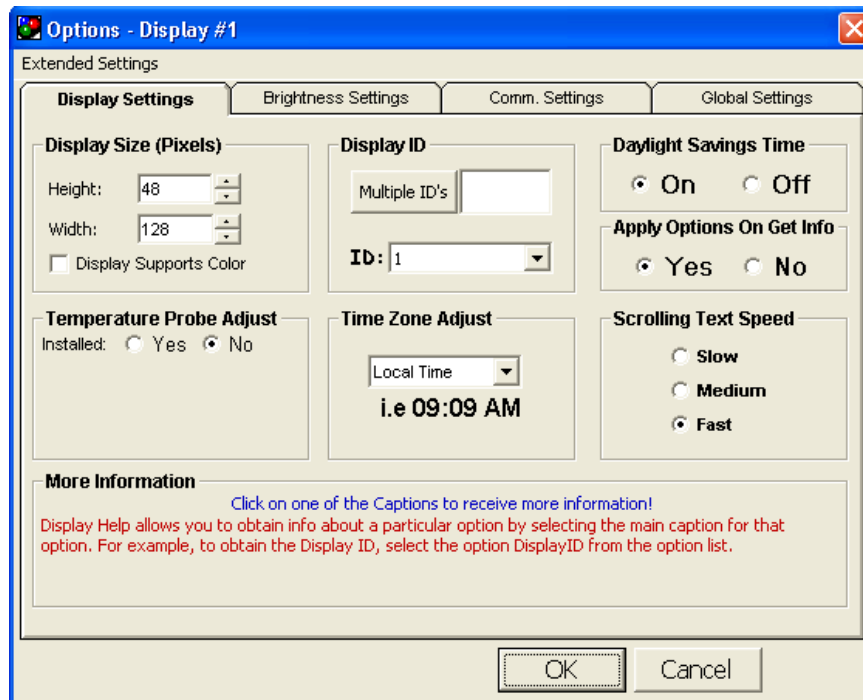 Options - Display #1
Extended Settings
Display Settings
Brightness Settings
Comm. Settings
Global Settings
Display Size (Pixels)
Height: 48
Width: 128
Display Supports Color
Display ID
Multiple ID's
ID: 1
Daylight Savings Time
On Off
Apply Options On Get Info
Yes No
Temperature Probe Adjust
Installed: Yes No
Time Zone Adjust
Local Time
i.e 09:09 AM
Scrolling Text Speed
Slow
Medium
Fast
More Information
Click on one of the Captions to receive more information!
Display Help allows you to obtain info about a particular option by selecting the main caption for that
option. For example, to obtain the Display ID, select the option DisplayID from the option list.
OK Cancel